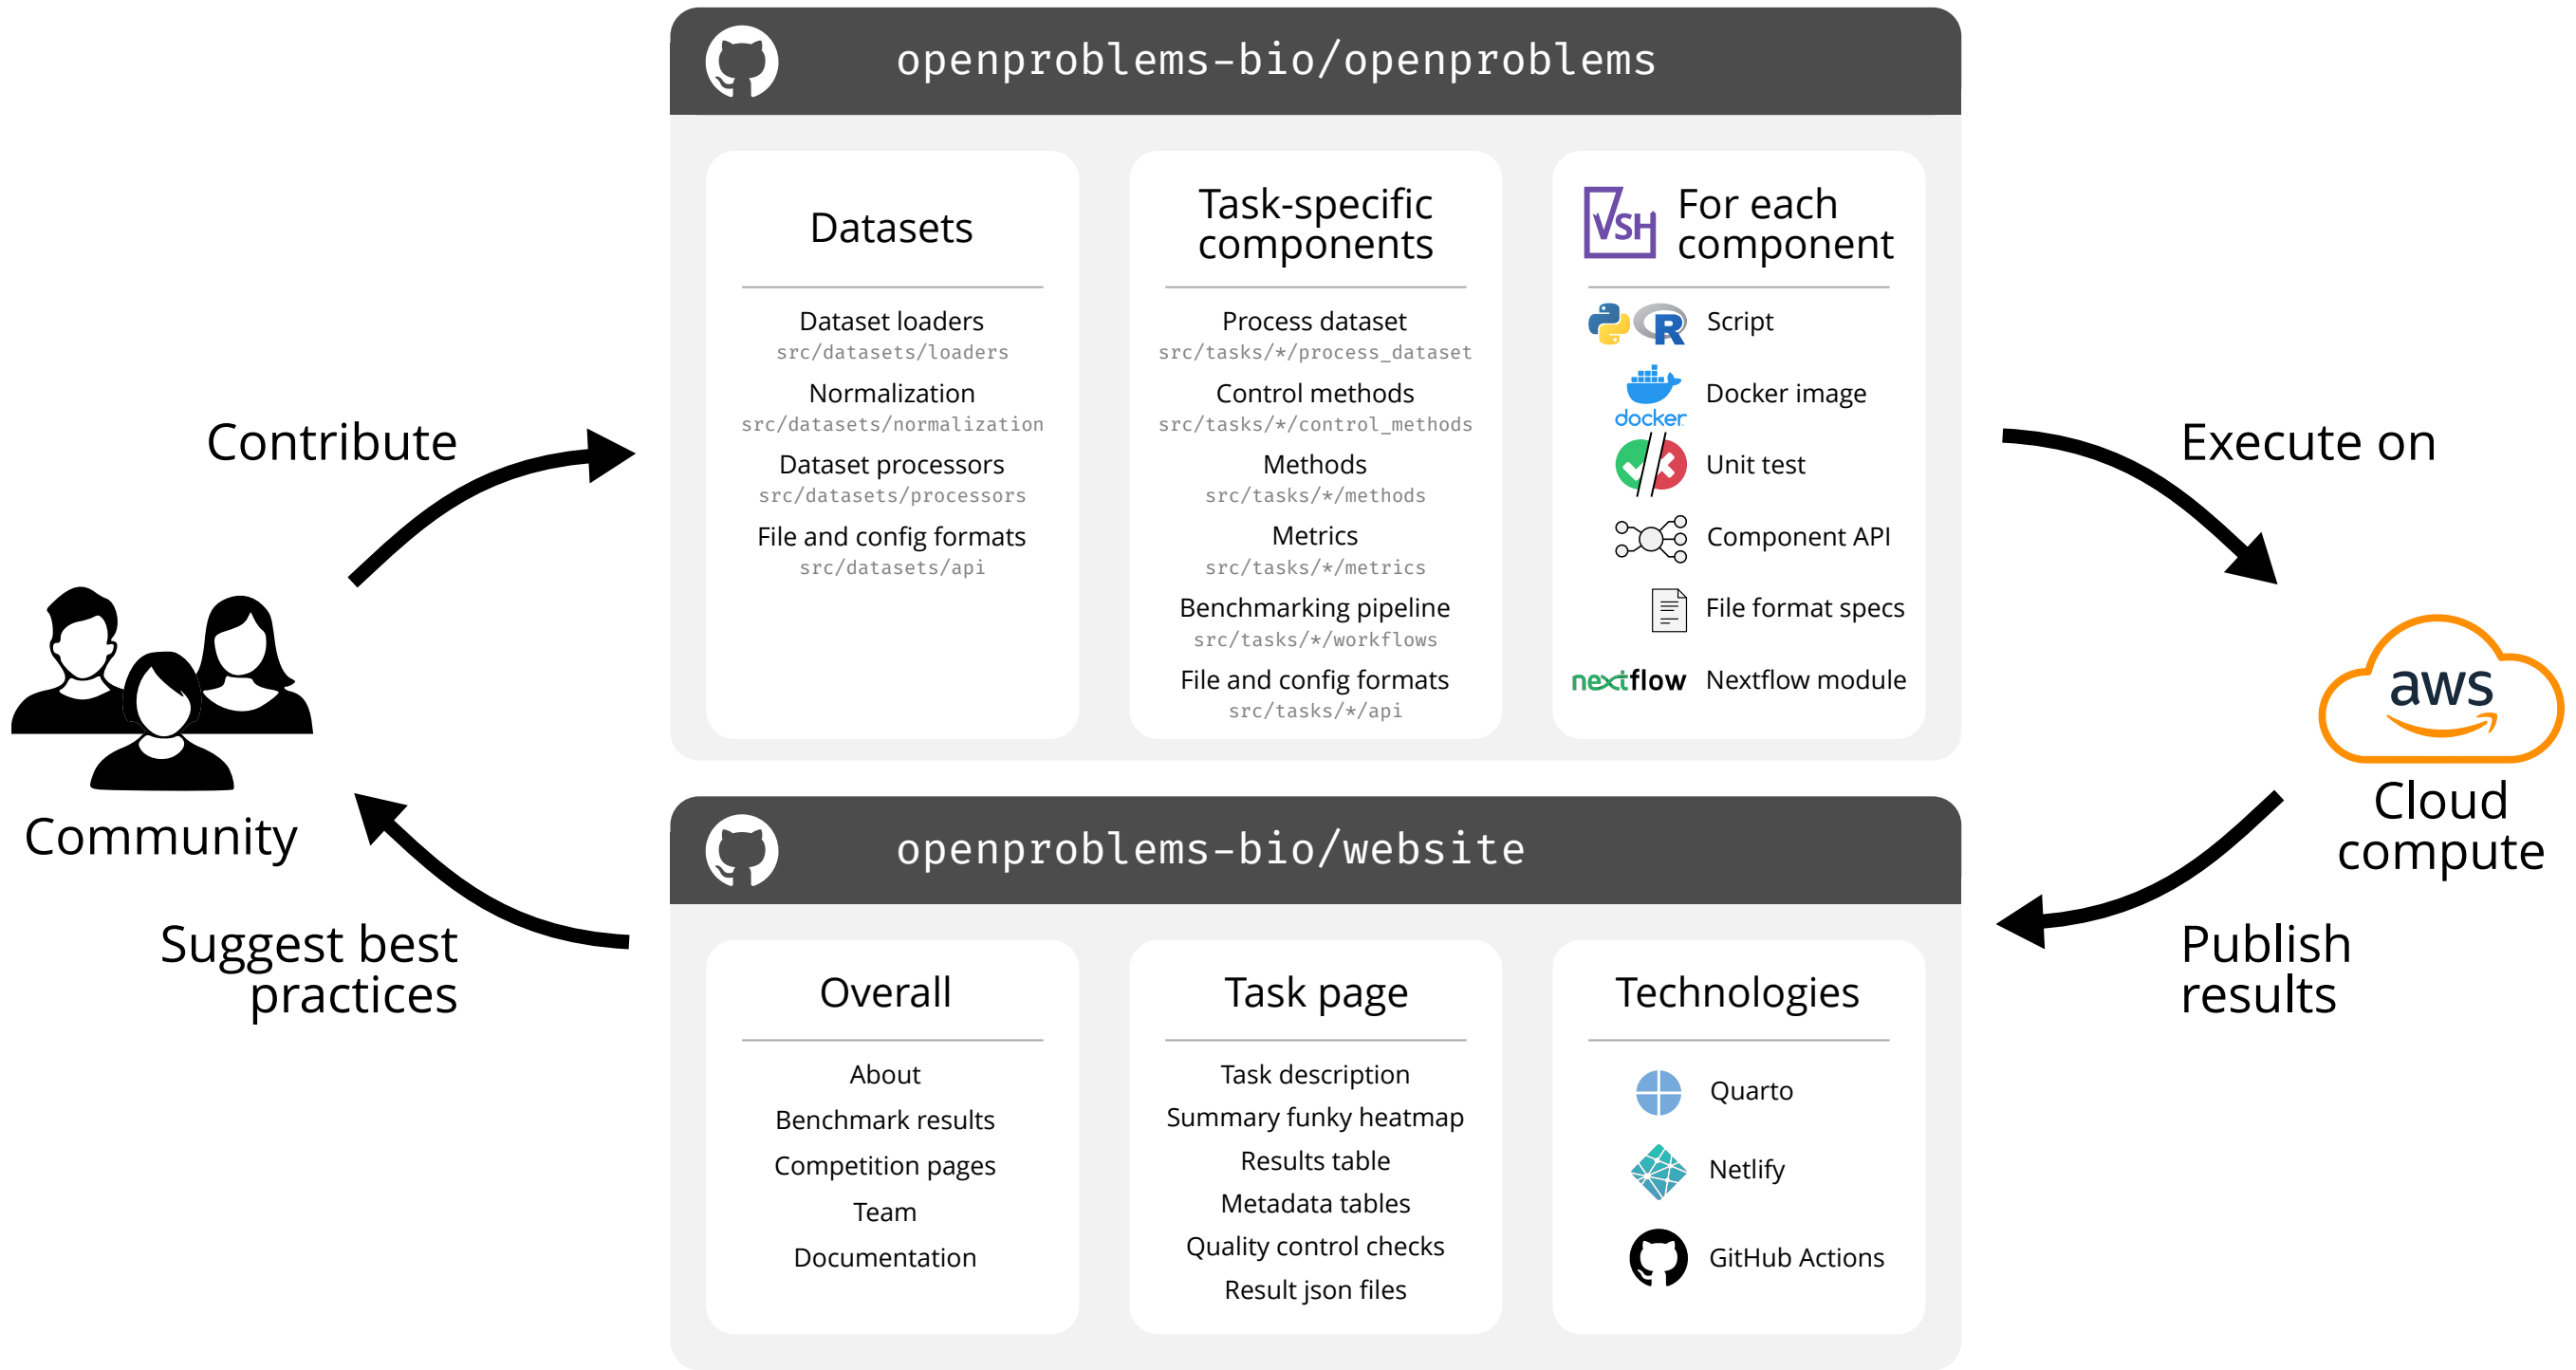 openproblems-bio/openproblems
Datasets
Dataset loaders
src/datasets/loaders
Normalization
src/datasets/normalization
Dataset processors
src/datasets/processors
File and config formats
src/datasets/api
Task-specific
components
Process dataset
src/tasks/*/process_dataset
Control methods
src/tasks/*/control_methods
Methods
src/tasks/*/methods
Metrics
src/tasks/*/metrics
Benchmarking pipeline
src/tasks/*/workflows
File and config formats
src/tasks/*/api
VSH
For each
component
R
Script
docker
Docker image
Unit test
Component API
File format specs
nextflow
Nextflow module
Contribute
Community
Suggest best
practices
Execute on
aws
Cloud
compute
Publish
results
openproblems-bio/website
Overall
About
Benchmark results
Competition pages
Team
Documentation
Task page
Task description
Summary funky heatmap
Results table
Metadata tables
Quality control checks
Result json files
Technologies
Quarto
Netlify
GitHub Actions